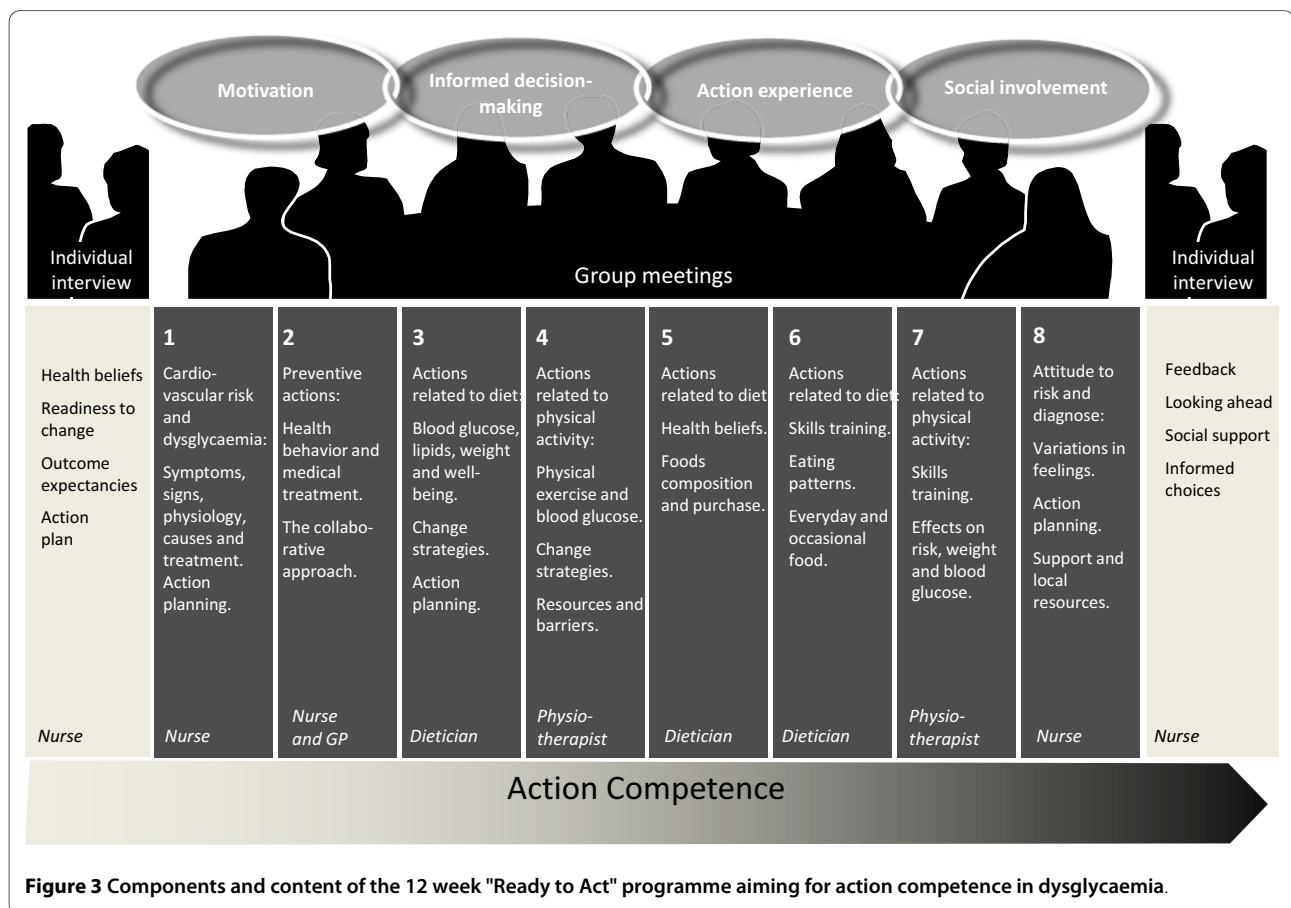 Motivation
Informed decision-
making
Action experience
Social involvement
Individual
interview
Group meetings
Individual
interview
Health beliefs
Readiness to
change
Outcome
expectancies
Action
plan
Nurse
1
Cardio-
vascular risk
and
dysglycaemia:
Symptoms,
signs,
physiology,
causes and
treatment.
Action
planning.
Nurse
2
Preventive
actions:
Health
behavior and
medical
treatment.
The collabo-
rative
approach.
Nurse
and GP
3
Actions
related to diet:
Blood glucose,
lipids, weight
and well-
being.
Change
strategies.
Action
planning.
Dietician
4
Actions
related to
physical
activity:
Physical
exercise and
blood glucose.
Change
strategies.
Resources and
barriers.
Physio-
therapist
5
Actions
related to diet
Health beliefs.
Foods
composition
and purchase.
Dietician
6
Actions
related to diet:
Skills training.
Eating
patterns.
Everyday and
occasional
food.
Dietician
7
Actions
related to
physical
activity:
Skills
training.
Effects on
risk, weight
and blood
glucose.
Physio-
therapist
8
Attitude to
risk and
diagnose:
Variations in
feelings.
Action
planning.
Support and
local
resources.
Nurse
Feedback
Looking ahead
Social support
Informed
choices
Nurse
Action Competence
Figure 3 Components and content of the 12 week "Ready to Act" programme aiming for action competence in dysglycaemia.